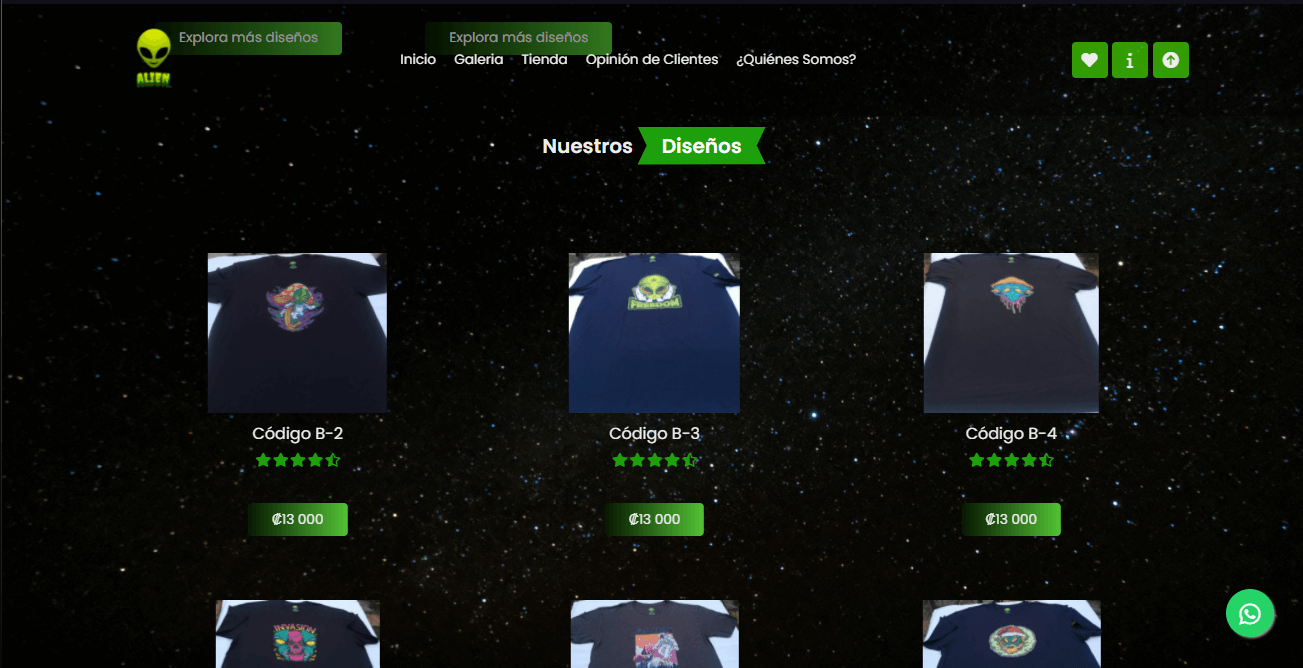 Explora más diseños
Explora más diseños
ALIEN
Inicio Galeria Tienda Opinión de Clientes ¿Quiénes Somos?
Nuestros Diseños
FREEDOM
Código B-2
Código B-3
Código B-4
₡13 000
₡13 000
₡13 000
INVASION